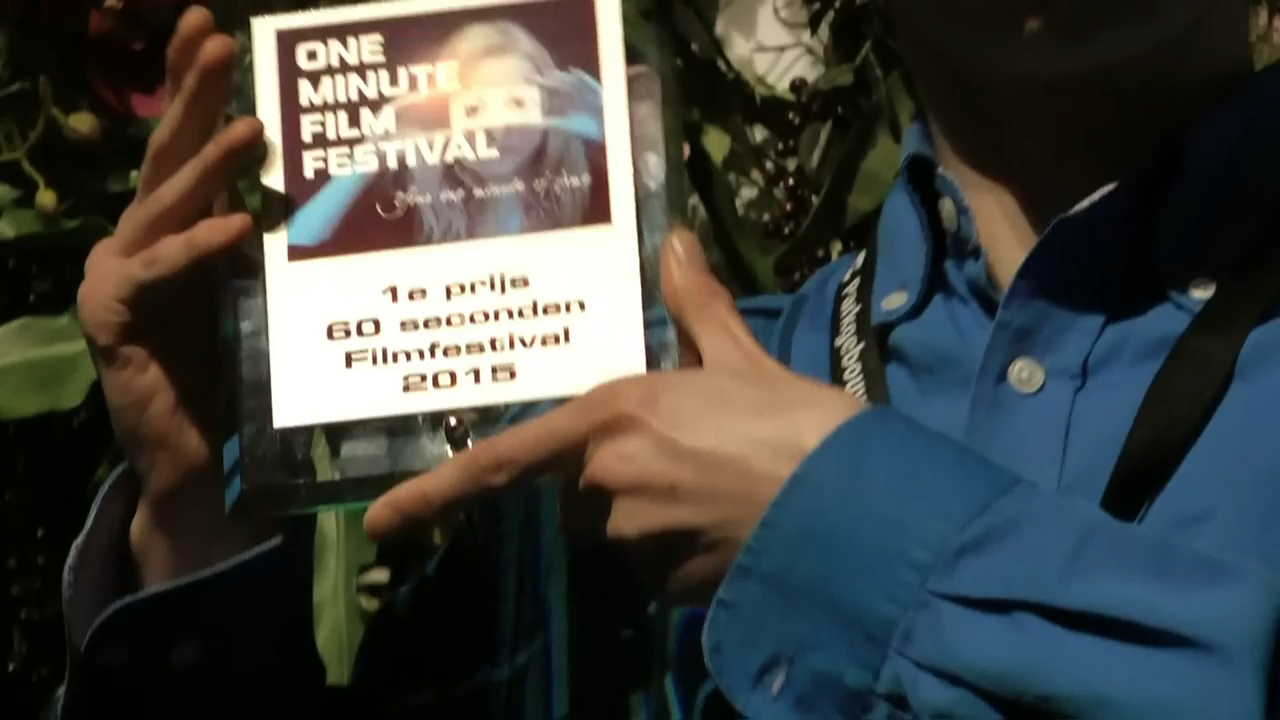 ONE
MINUTE
FILM
FESTIVAL
1e prijs
60 seconden
Filmfestival
2015